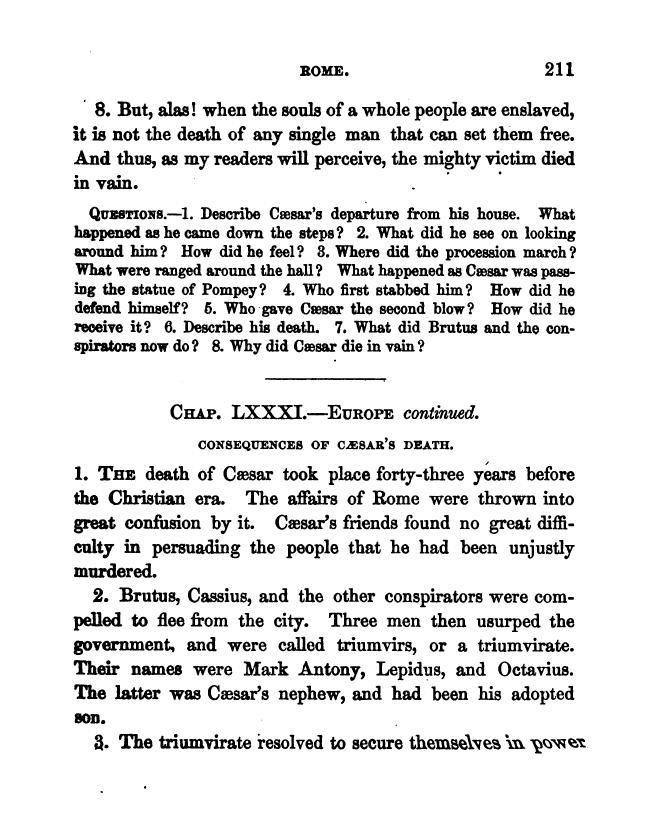 ROME. 211
8. But, alas! when the souls of a whole people are enslaved,
it is not the death of any single man that can set them free.
And thus, as my readers will perceive, the mighty victim died
in vain.
QUESTIONS.—1. Describe Cæsar's departure from his house. What
happened as he came down the steps? 2. What did he see on looking
around him? How did he feel? 3. Where did the procession march?
What were ranged around the hall? What happened as Cæsar was pass-
ing the statue of Pompey? 4. Who first stabbed him? How did he
defend himself? 5. Who gave Cæsar the second blow? How did he
receive it? 6. Describe his death. 7. What did Brutus and the con-
spirators now do? 8. Why did Cæsar die in vain?
CHAP. LXXXI.—EUROPE continued.
CONSEQUENCES OF CÆSAR'S DEATH.
1. THE death of Cæsar took place forty-three years before
the Christian era. The affairs of Rome were thrown into
great confusion by it. Cæsar's friends found no great diffi-
culty in persuading the people that he had been unjustly
murdered.
2. Brutus, Cassius, and the other conspirators were com-
pelled to flee from the city. Three men then usurped the
government, and were called triumvirs, or a triumvirate.
Their names were Mark Antony, Lepidus, and Octavius.
The latter was Cæsar's nephew, and had been his adopted
son.
3. The triumvirate resolved to secure themselves in power